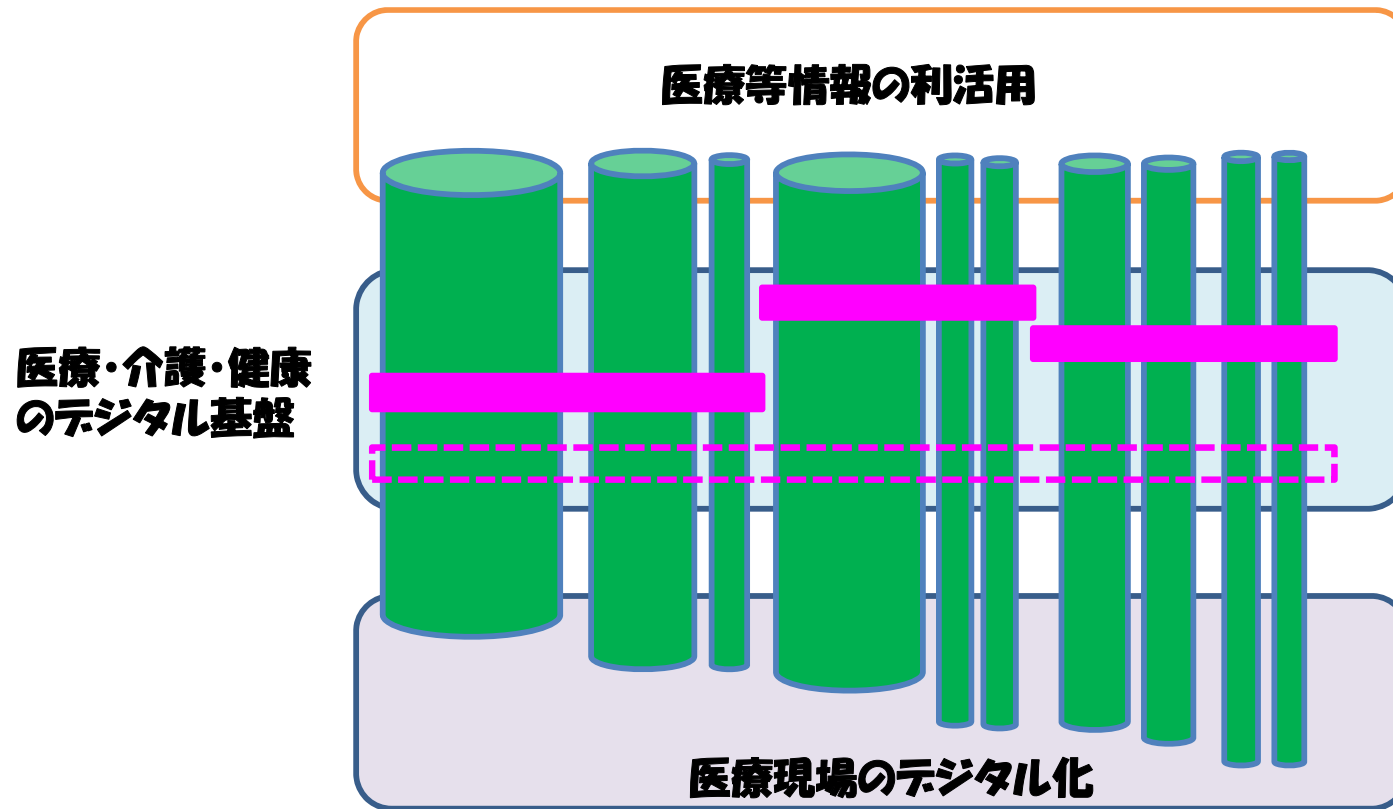 医療等情報の利活用
医療・介護・健康
のデジタル基盤
医療現場のデジタル化